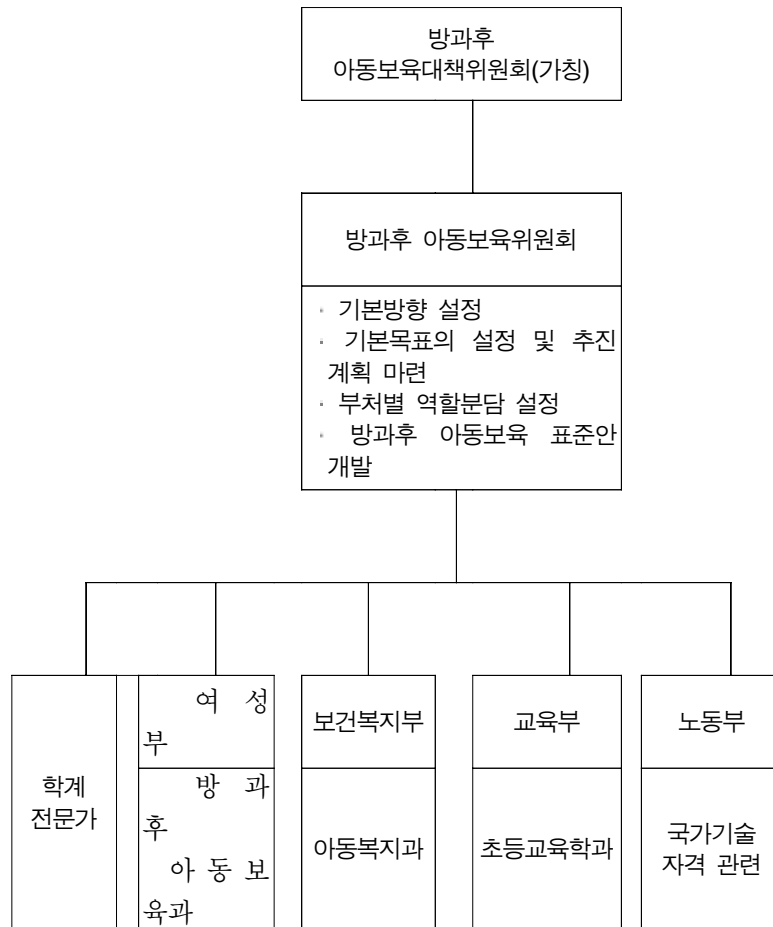 방과후
아동보육대책위원회(가칭)
방과후 아동보육위원회
▪ 기본방향 설정
▪ 기본목표의 설정 및 추진
계획 마련
▪ 부처별 역할분담 설정
▪ 방과후 아동보육 표준안
개발
학계
전문가
여 성
부
방 과
후
아 동 보
육과
보건복지부
아동복지과
교육부
초등교육학과
노동부
국가기술
자격 관련